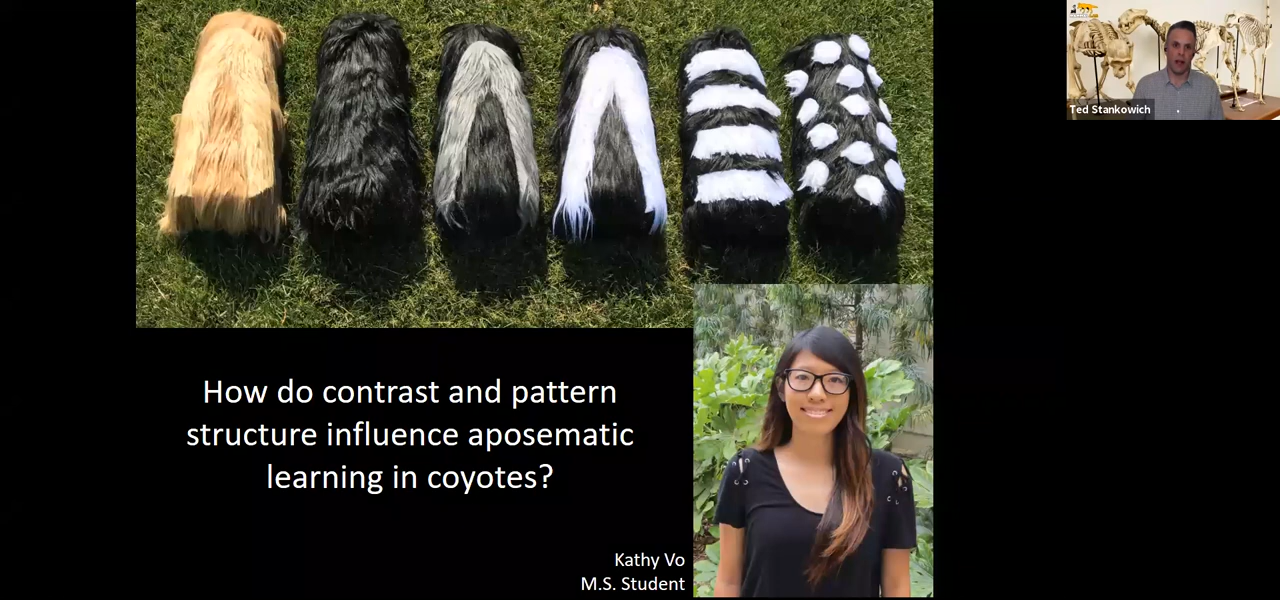 Ted Stankowich
How do contrast and pattern
structure influence aposematic
learning in coyotes?
Kathy Vo
M.S. Student